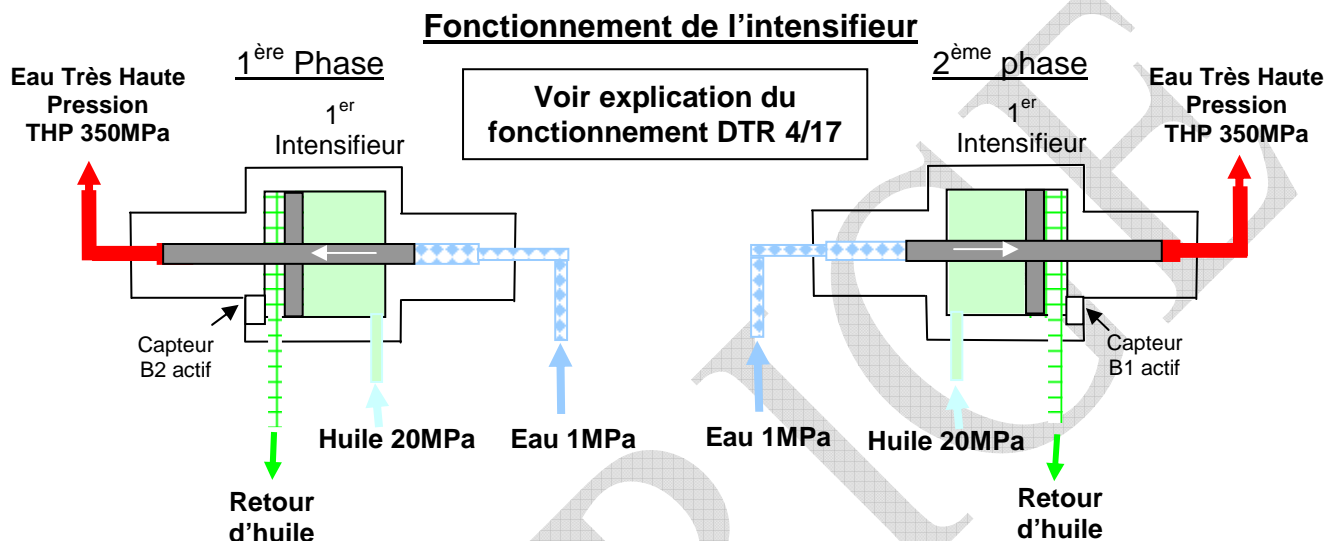 Fonctionnement de l'intensifieur
1ère Phase
Eau Très Haute
Pression
THP 350MPa
1er
Intensifieur
Voir explication du
fonctionnement DTR 4/17
2ème phase
1er
Intensifieur
Eau Très Haute
Pression
THP 350MPa
Capteur
B2 actif
Huile 20MPa
Eau 1MPa
Retour
d'huile
Capteur
B1 actif
Eau 1MPa
Huile 20MPa
Retour
d'huile